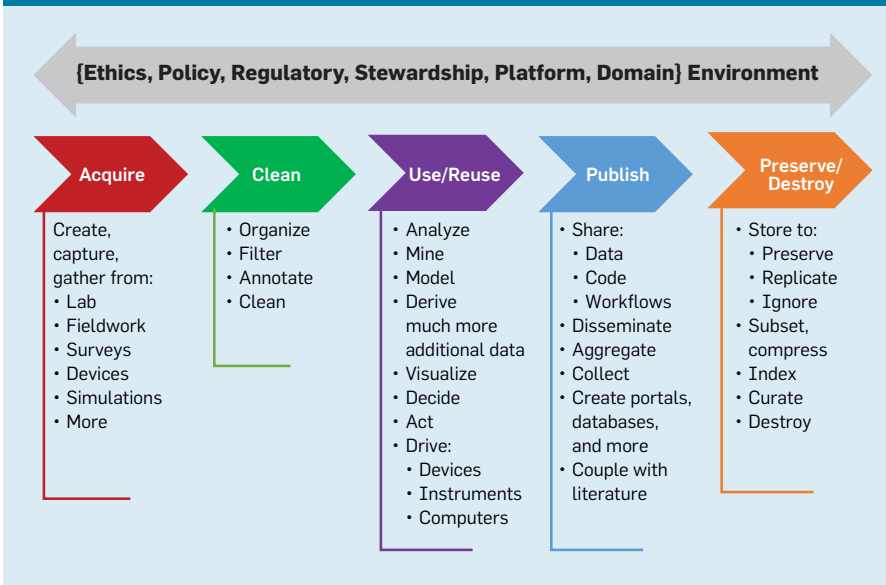 {Ethics, Policy, Regulatory, Stewardship, Platform, Domain} Environment
Acquire
Create,
capture,
gather from:
• Lab
• Fieldwork
• Surveys
• Devices
• Simulations
• More
Clean
• Organize
• Filter
• Annotate
• Clean
Use/Reuse
• Analyze
• Mine
• Model
• Derive
much more
additional data
• Visualize
• Decide
• Act
• Drive:
• Devices
• Instruments
• Computers
Publish
• Share:
• Data
• Code
• Workflows
• Disseminate
• Aggregate
• Collect
• Create portals,
databases,
and more
• Couple with
literature
Preserve/
Destroy
• Store to:
• Preserve
• Replicate
• Ignore
• Subset,
compress
• Index
• Curate
• Destroy